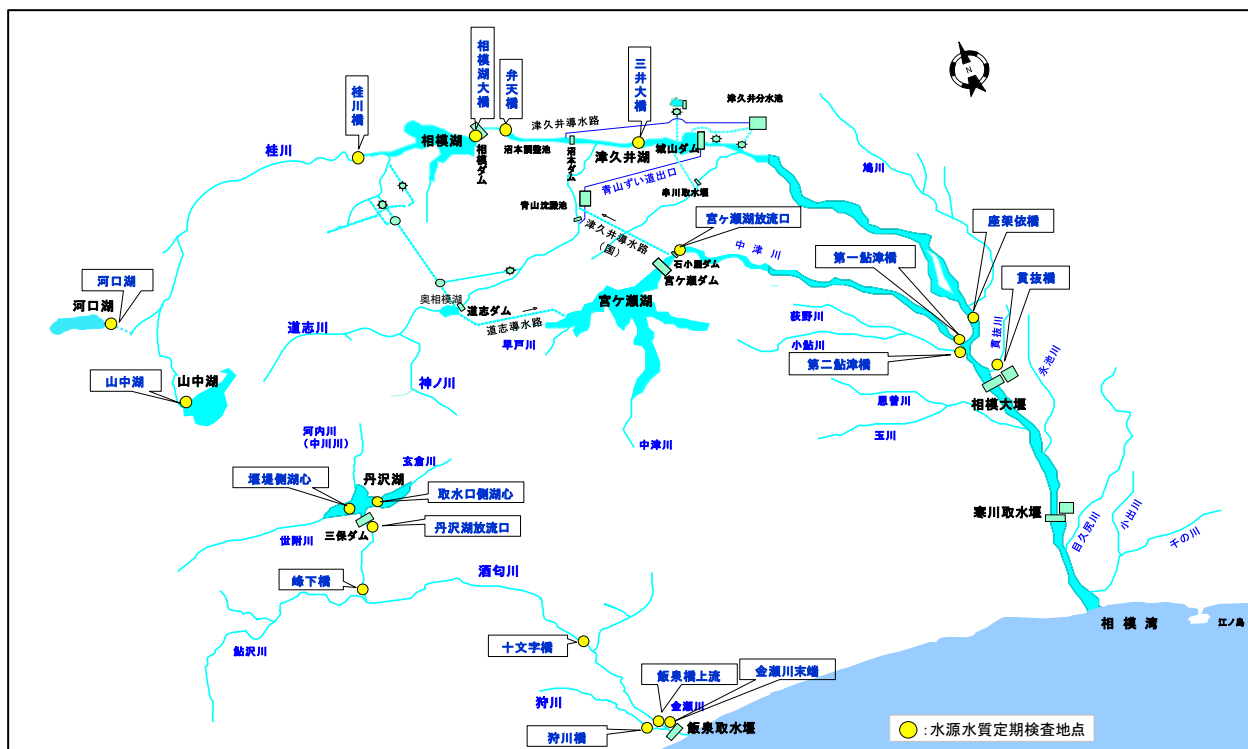 N
相模湖大橋
弁天橋
三井大橋
桂川橋
津久井分水池
津久井導水路
相模湖
相模ダム
沼本調整池
沼本ダム
津久井湖
城山ダム
桂川
鳩川
青山ずい道出口
串川取水堰
青山沈澱池
津久井導水路
(国)
宮ヶ瀬湖放流口
中津川
座架依橋
第一鮎津橋
貫抜橋
石小屋ダム
宮ケ瀬ダム
河口湖
河口湖
奥相模湖
道志ダム
宮ケ瀬湖
道志川
道志導水路
早戸川
荻野川
小鮎川
第二鮎津橋
貫抜川
永池川
山中湖
山中湖
神ノ川
恩曽川
玉川
相模大堰
中津川
河内川
(中川川)
玄倉川
丹沢湖
堰堤側湖心
取水口側湖心
丹沢湖放流口
三保ダム
世附川
寒川取水堰
目久尻川
小出川
千の川
峰下橋
酒匂川
相模湾
江ノ島
鮎沢川
十文字橋
飯泉橋上流
金瀬川末端
狩川
金瀬川
飯泉取水堰
狩川橋
:水源水質定期検査地点